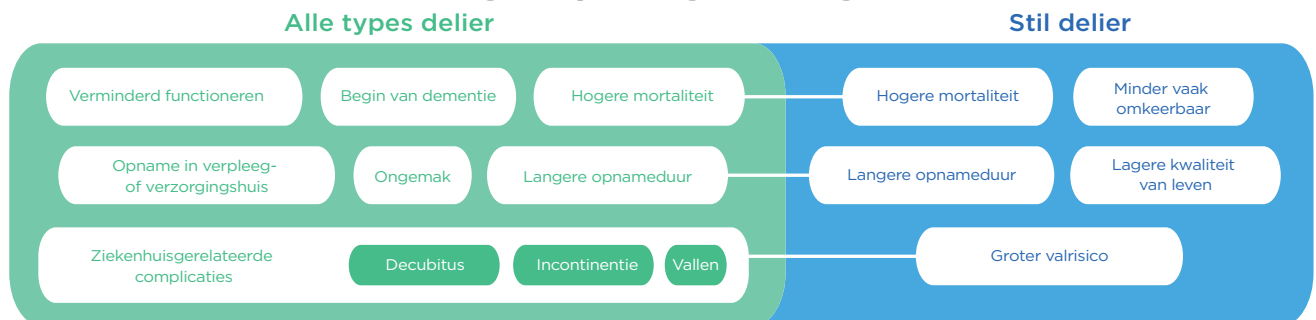 Alle types delier
Stil delier
Verminderd functioneren
Begin van dementie
Hogere mortaliteit
Hogere mortaliteit
Minder vaak
omkeerbaar
Opname in verpleeg-
of verzorgingshuis
Ongemak
Langere opnameduur
Langere opnameduur
Lagere kwaliteit
van leven
Ziekenhuisgerelateerde
complicaties
Decubitus
Incontinentie
Vallen
Groter valrisico